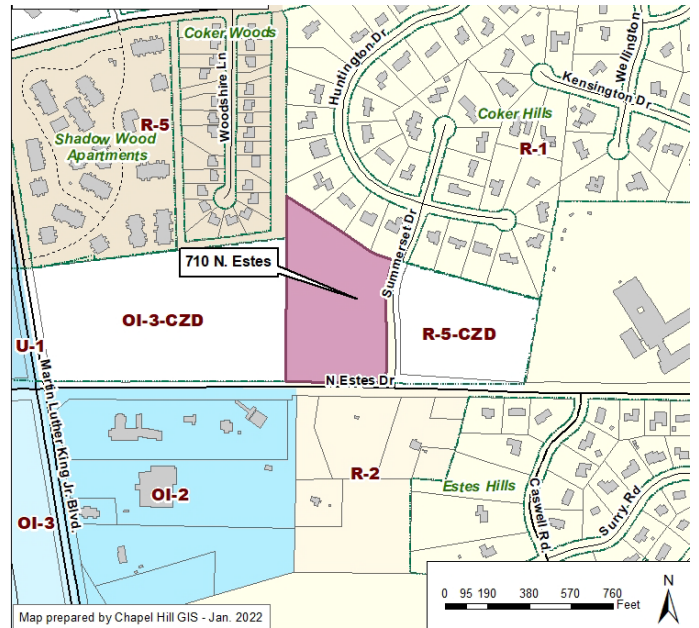 Coker Woods
Woodshire Ln
Huntington Dr
Wellington
Kensington Dr
Coker Hills
R-1
R-5
Shadow Wood
Apartments
Summerset Dr
710 N. Estes
OI-3-CZD
R-5-CZD
U-1
N Estes Dr
Martin Luther King Jr. Blvd.
R-2
OI-2
Estes Hills
Caswell Rd.
Surry Rd.
OI-3
N
0 95 190 380 570 760
Feet
Map prepared by Chapel Hill GIS - Jan. 2022